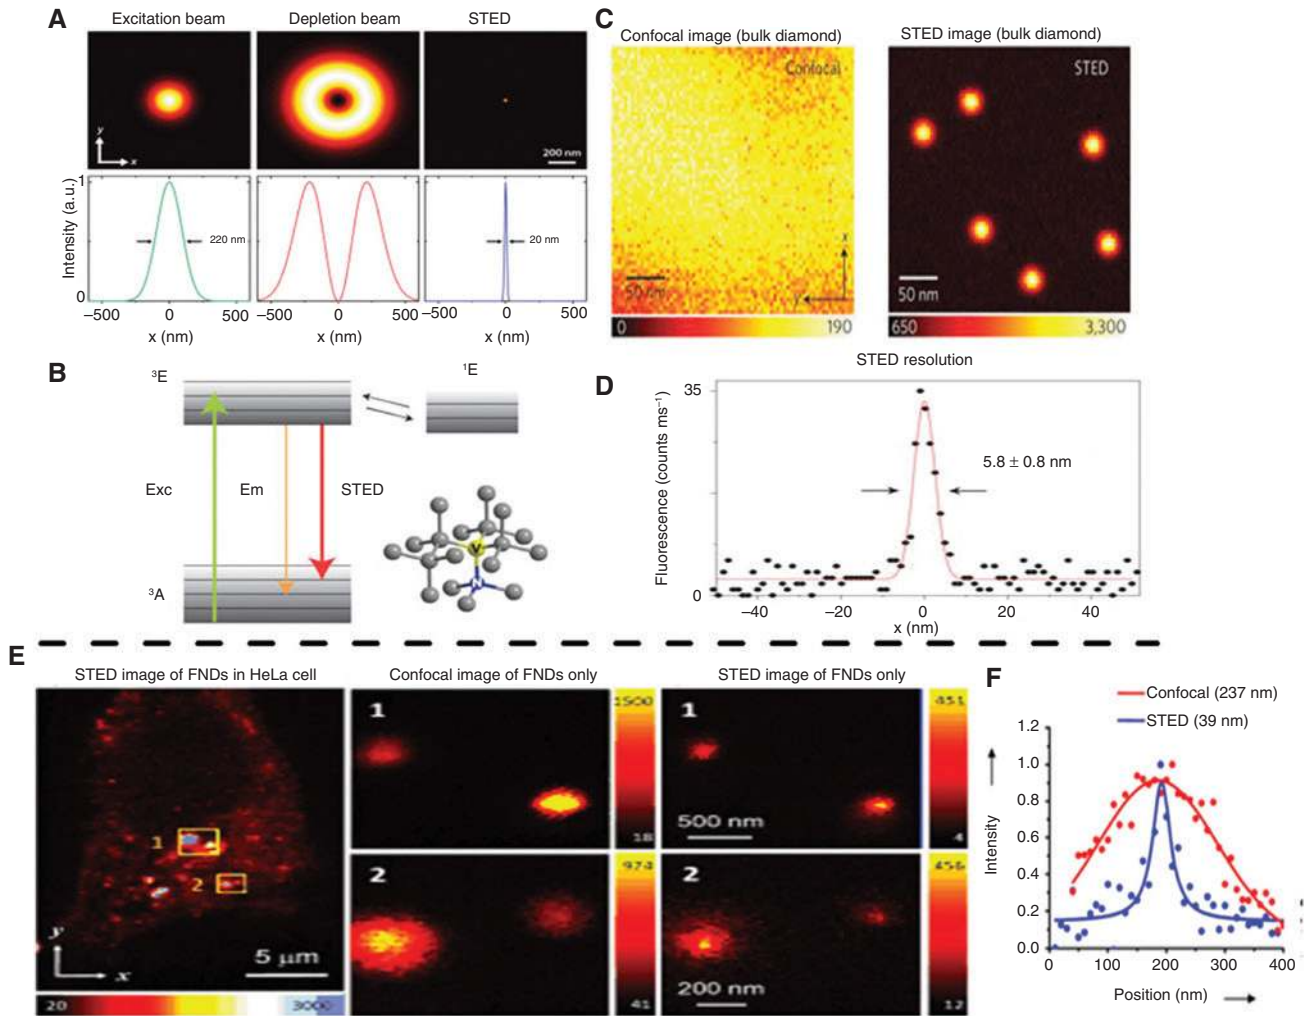 A
Excitation beam
Depletion beam
STED
y
x
200 nm
Intensity (a.u.)
1
0
220 nm
20 nm
−500 0 500
−500 0 500
−500 0 500
x (nm)
x (nm)
x (nm)
B
³E
¹E
Exc
Em
STED
³A
V
N
C
Confocal image (bulk diamond)
Confocal
50 nm
x
y
0 190
STED image (bulk diamond)
STED
50 nm
650 3,300
D
STED resolution
Fluorescence (counts ms⁻¹)
35
0
5.8 ± 0.8 nm
−40 −20 0 20 40
x (nm)
E
STED image of FNDs in HeLa cell
1
2
y
x
5 μm
20 3000
Confocal image of FNDs only
1
1500
18
2
974
41
STED image of FNDs only
1
500 nm
451
4
2
200 nm
456
12
F
Confocal (237 nm)
STED (39 nm)
Intensity
1.2
1.0
0.8
0.6
0.4
0.2
0.0
0 100 200 300 400
Position (nm)